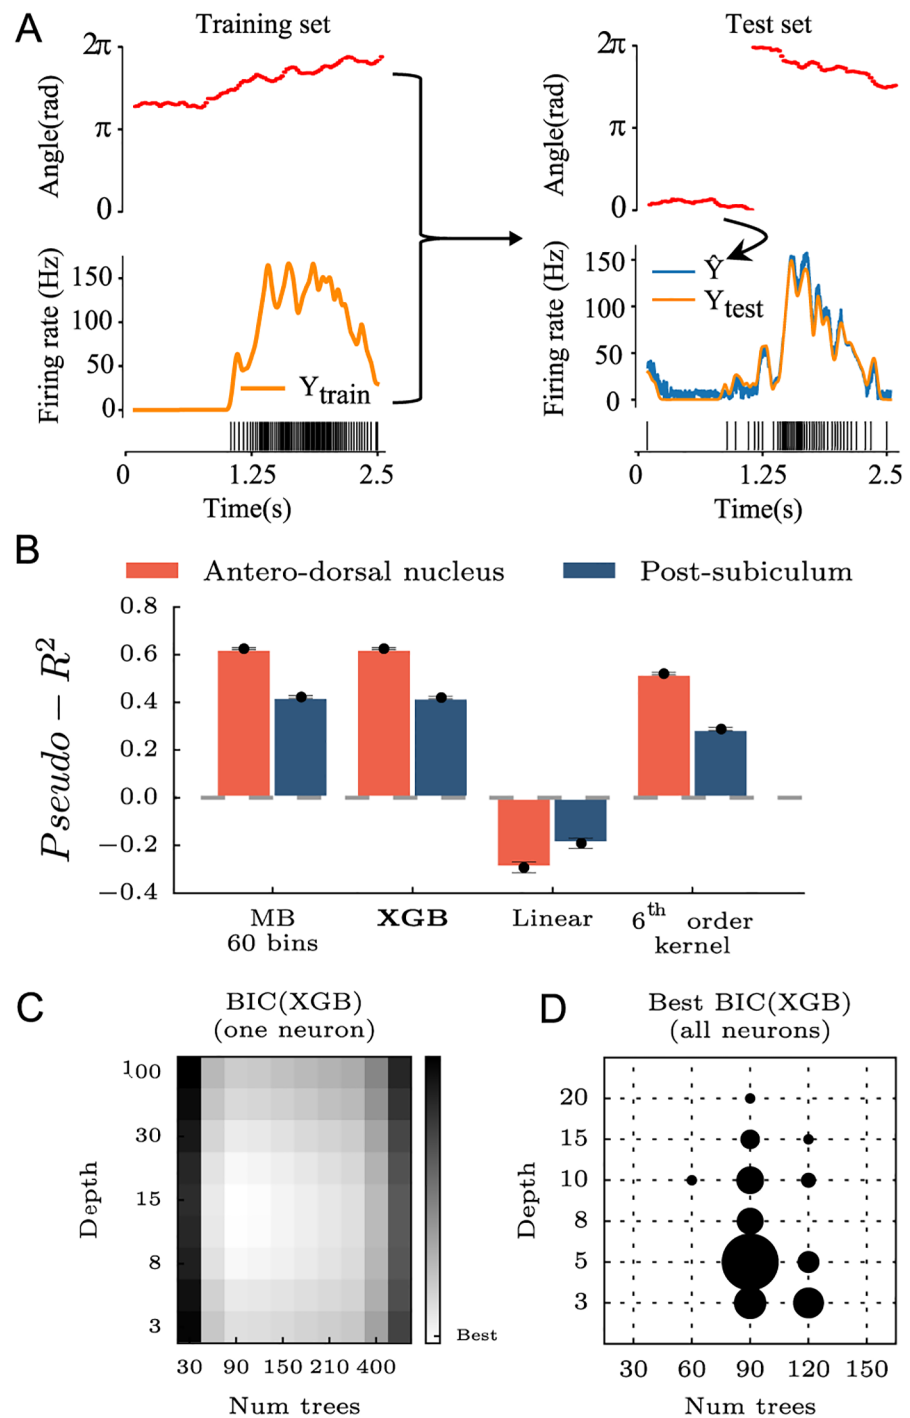 A
Training set
Test set
2π
π
0
Angle(rad)
2π
π
0
Angle(rad)
150
100
50
0
Firing rate (Hz)
Y_train
0
1.25
2.5
Time(s)
150
100
50
0
Firing rate (Hz)
Ŷ
Y_test
0
1.25
2.5
Time(s)
B
Antero-dorsal nucleus
Post-subiculum
0.8
0.6
0.4
0.2
0.0
−0.2
−0.4
Pseudo − R²
MB
60 bins
XGB
Linear
6th order
kernel
C
BIC(XGB)
(one neuron)
100
30
15
8
3
Depth
30 90 150 210 400
Num trees
Best
D
Best BIC(XGB)
(all neurons)
20
15
10
8
5
3
Depth
30 60 90 120 150
Num trees